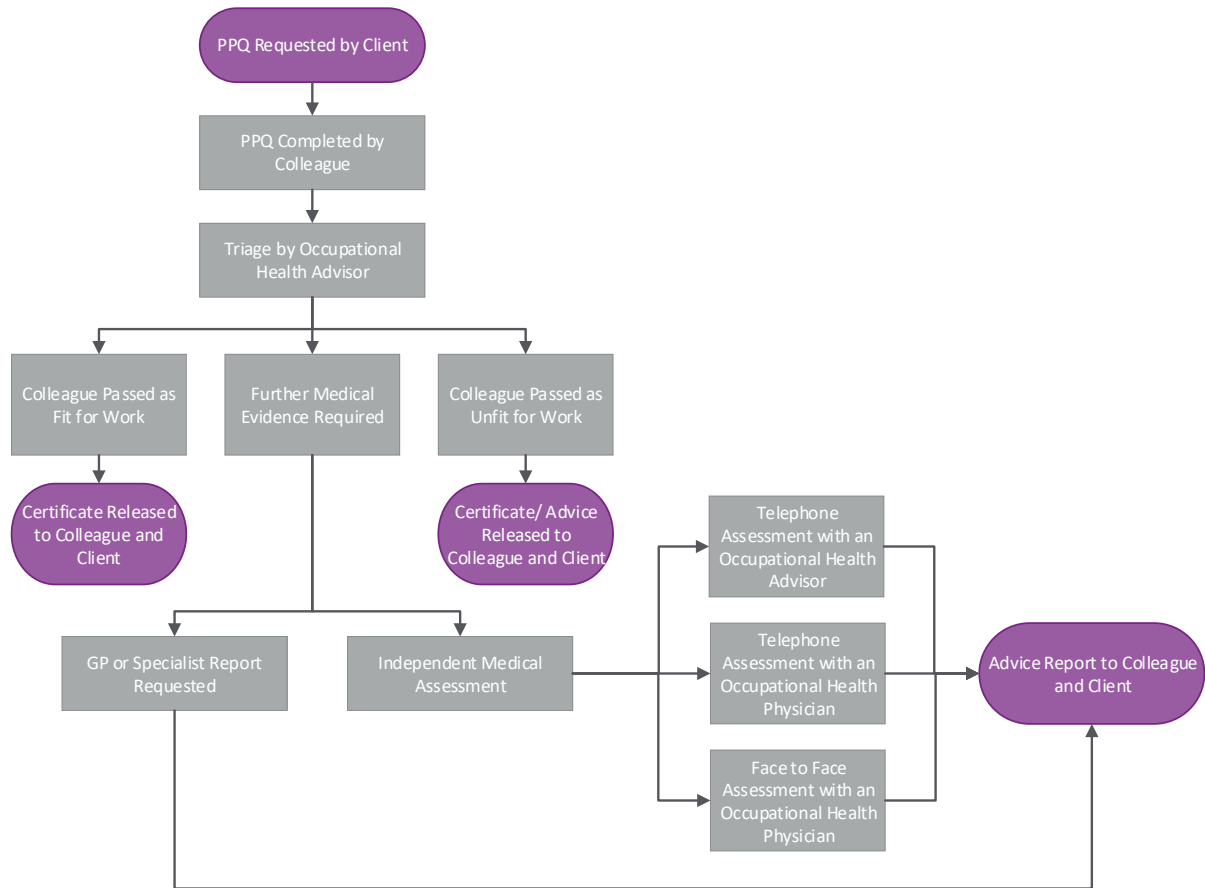 PPQ Requested by Client
PPQ Completed by
Colleague
Triage by Occupational
Health Advisor
Colleague Passed as
Fit for Work
Further Medical
Evidence Required
Colleague Passed as
Unfit for Work
Certificate Released
to Colleague and
Client
Certificate/ Advice
Released to
Colleague and Client
Telephone
Assessment with an
Occupational Health
Advisor
GP or Specialist Report
Requested
Independent Medical
Assessment
Telephone
Assessment with an
Occupational Health
Physician
Advice Report to Colleague
and Client
Face to Face
Assessment with an
Occupational Health
Physician